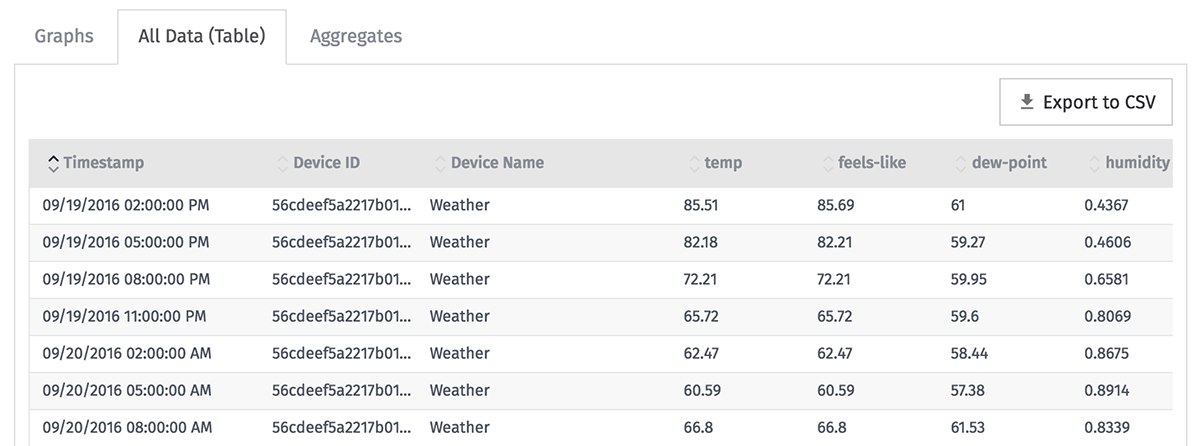 Graphs All Data (Table) Aggregates
Export to CSV
Timestamp Device ID Device Name temp feels-like dew-point humidity
09/19/2016 02:00:00 PM 56cdeef5a2217b01... Weather 85.51 85.69 61 0.4367
09/19/2016 05:00:00 PM 56cdeef5a2217b01... Weather 82.18 82.21 59.27 0.4606
09/19/2016 08:00:00 PM 56cdeef5a2217b01... Weather 72.21 72.21 59.95 0.6581
09/19/2016 11:00:00 PM 56cdeef5a2217b01... Weather 65.72 65.72 59.6 0.8069
09/20/2016 02:00:00 AM 56cdeef5a2217b01... Weather 62.47 62.47 58.44 0.8675
09/20/2016 05:00:00 AM 56cdeef5a2217b01... Weather 60.59 60.59 57.38 0.8914
09/20/2016 08:00:00 AM 56cdeef5a2217b01... Weather 66.8 66.8 61.53 0.8339